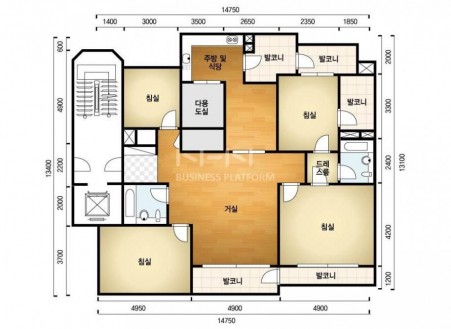 14750
1400 3000 3500 2650 2350 1850
600
4900
2200
2000
3700
13400
2000
3300
2400
4200
1200
13100
주방 및
식당
발코니
발코니
침실
다용
도실
침실
발코니
드레
스룸
BUSINESS PLATFORM
거실
침실
침실
발코니
발코니
4950 4900 4900
14750